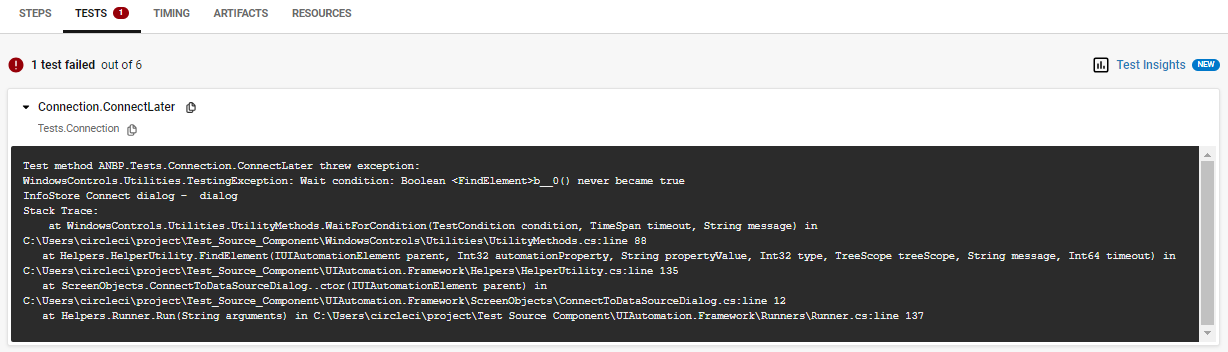 STEPS TESTS 1 TIMING ARTIFACTS RESOURCES
1 test failed out of 6 Test Insights NEW
Connection.ConnectLater
Tests.Connection
Test method ANBP.Tests.Connection.ConnectLater threw exception:
WindowsControls.Utilities.TestingException: Wait condition: Boolean <FindElement>b__0() never became true
InfoStore Connect dialog -  dialog
Stack Trace:
at WindowsControls.Utilities.UtilityMethods.WaitForCondition(TestCondition condition, TimeSpan timeout, String message) in
C:\Users\circleci\project\Test_Source_Component\WindowsControls\Utilities\UtilityMethods.cs:line 88
at Helpers.HelperUtility.FindElement(IUIAutomationElement parent, Int32 automationProperty, String propertyValue, Int32 type, TreeScope treeScope, String message, Int64 timeout) in
C:\Users\circleci\project\Test_Source_Component\UIAutomation.Framework\Helpers\HelperUtility.cs:line 135
at ScreenObjects.ConnectToDataSourceDialog..ctor(IUIAutomationElement parent) in
C:\Users\circleci\project\Test_Source_Component\UIAutomation.Framework\ScreenObjects\ConnectToDataSourceDialog.cs:line 12
at Helpers.Runner.Run(String arguments) in C:\Users\circleci\project\Test Source Component\UIAutomation.Framework\Runners\Runner.cs:line 137